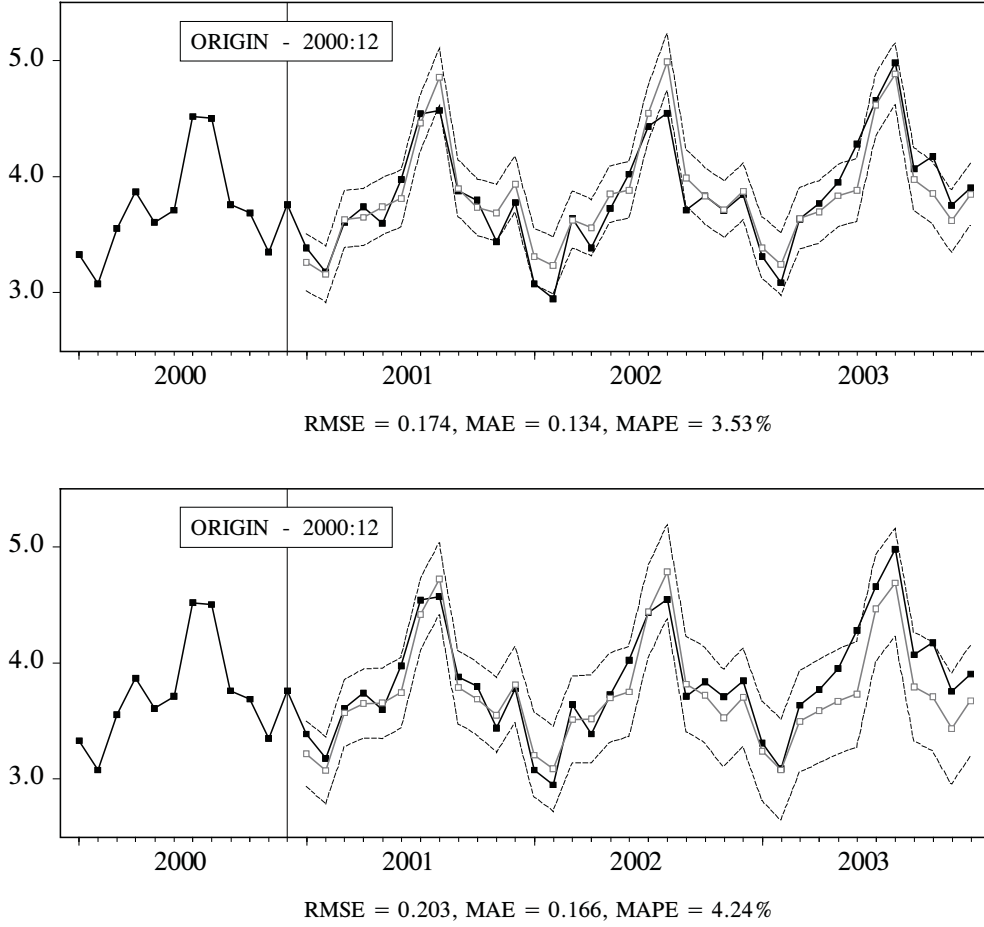 ORIGIN - 2000:12
5.0
4.0
3.0
2000 2001 2002 2003
RMSE = 0.174, MAE = 0.134, MAPE = 3.53%
ORIGIN - 2000:12
5.0
4.0
3.0
2000 2001 2002 2003
RMSE = 0.203, MAE = 0.166, MAPE = 4.24%